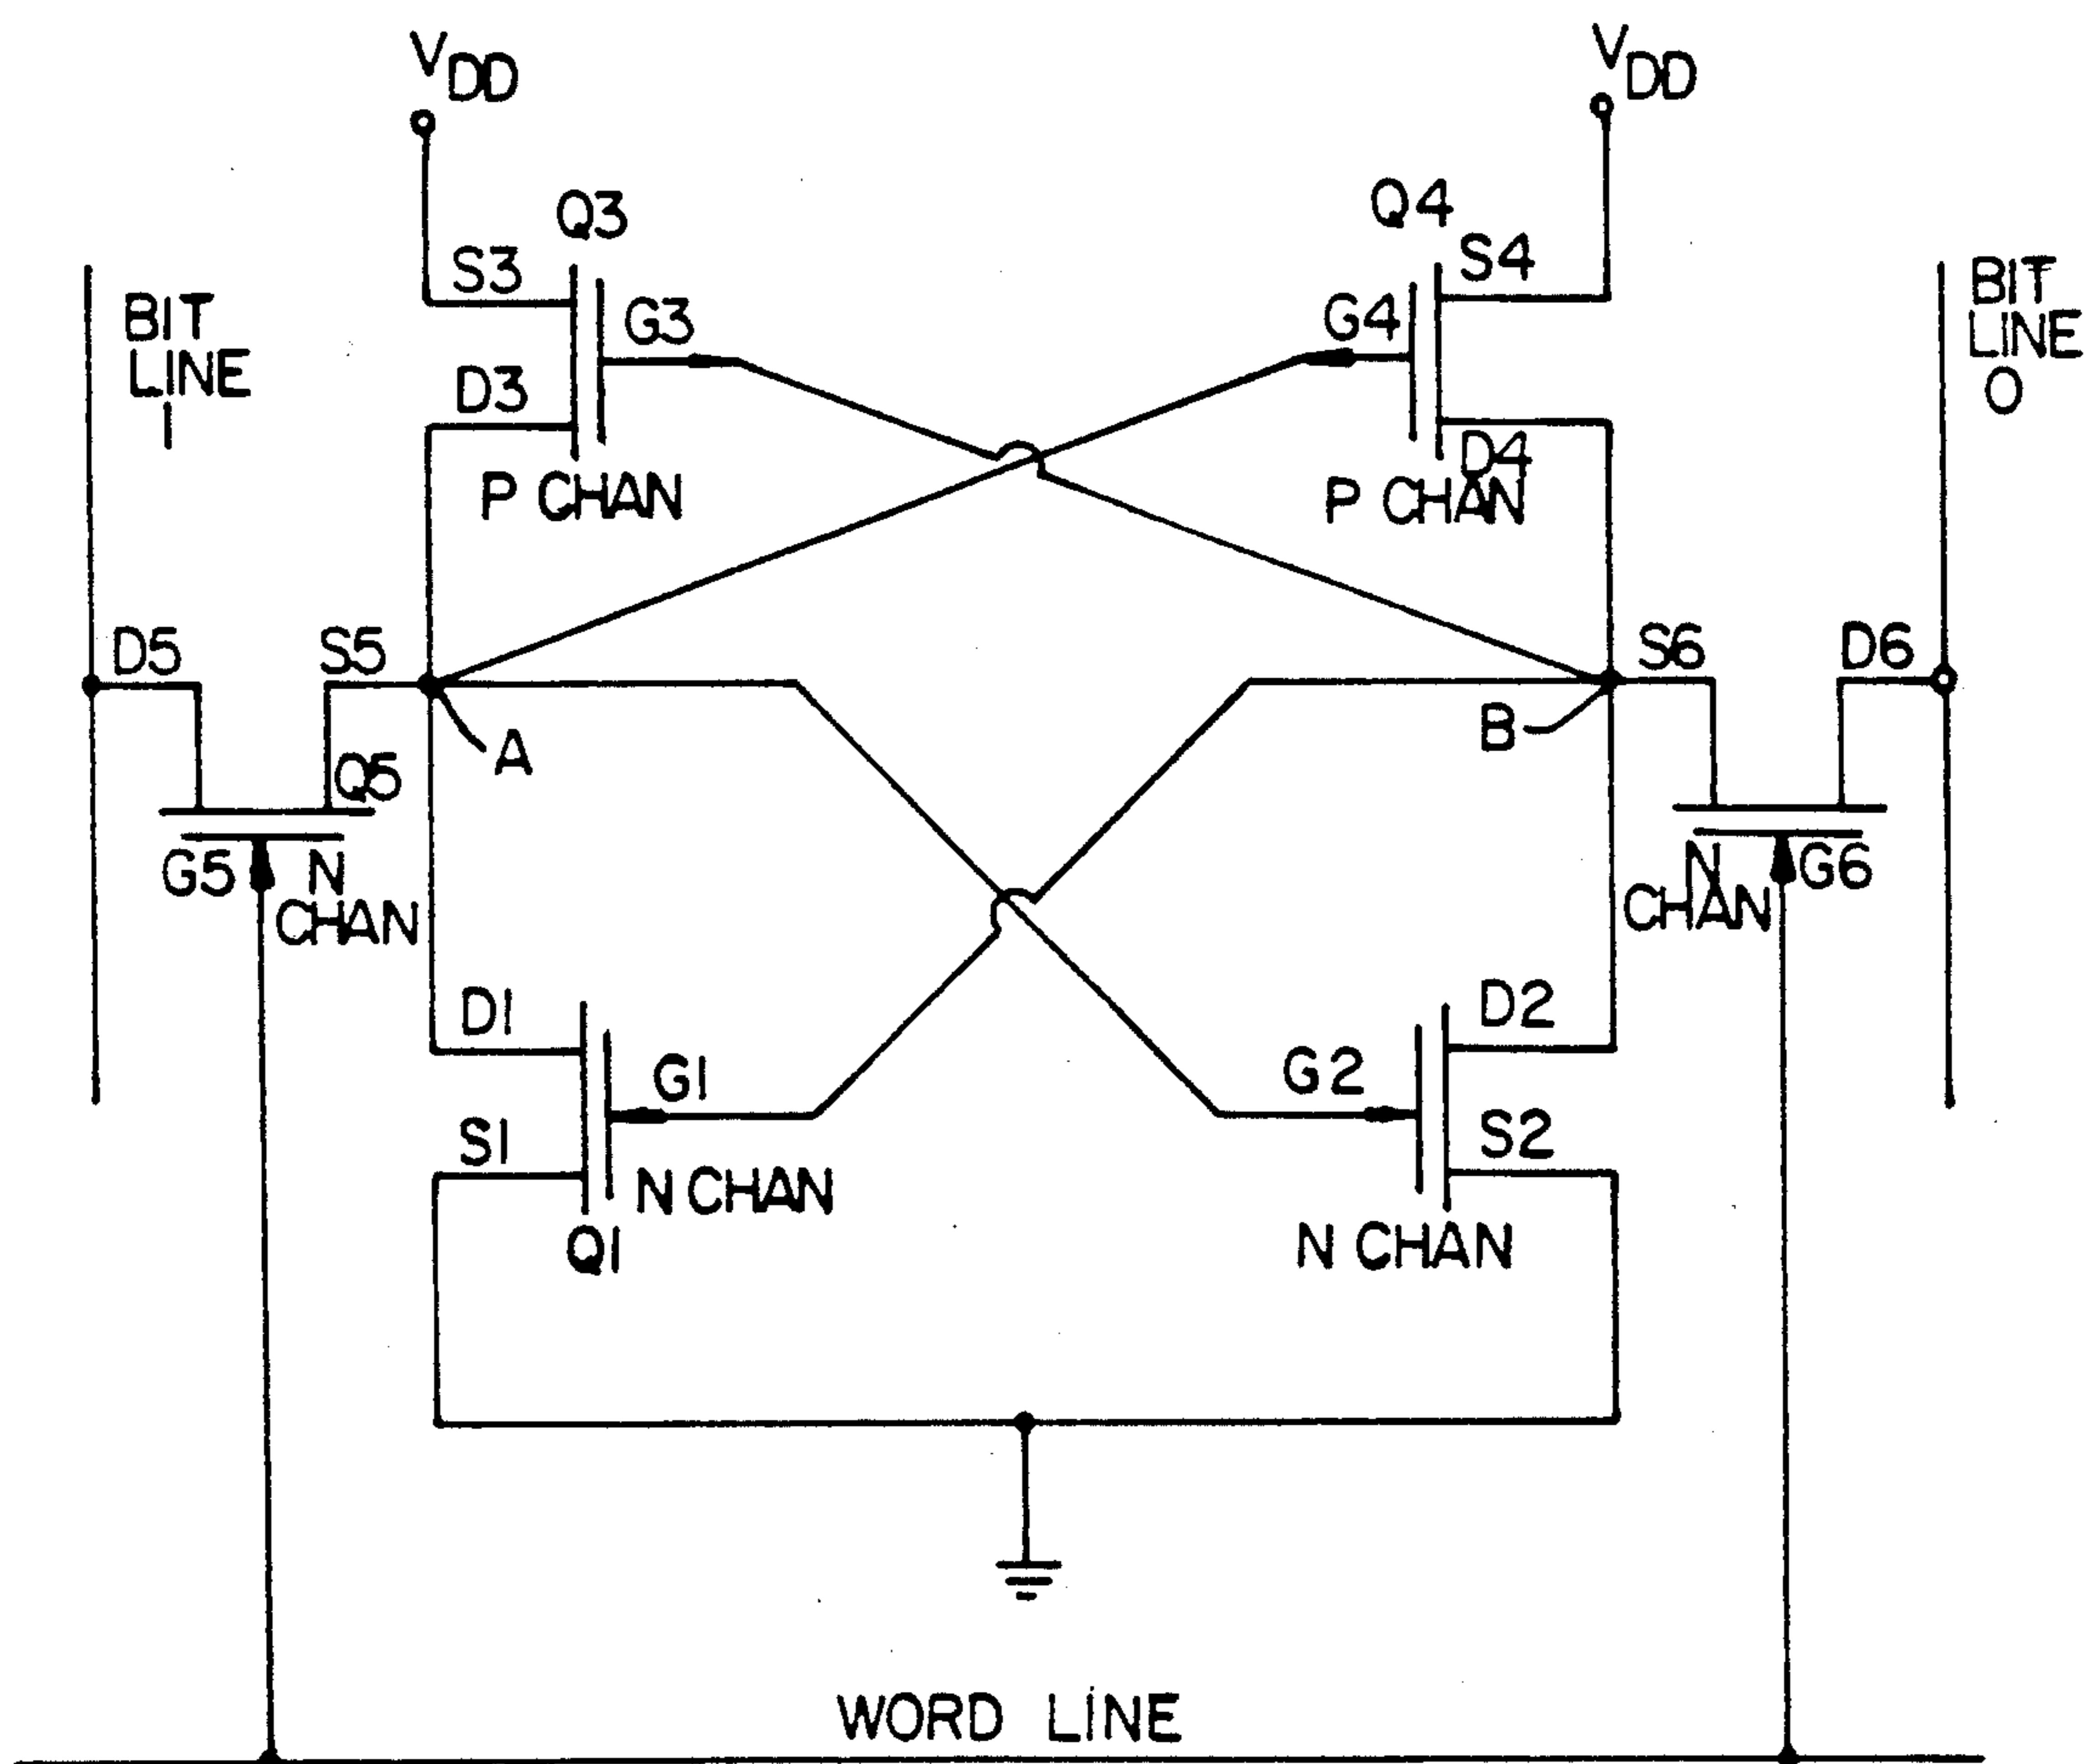 VDD
VDD
Q3
Q4
S3
S4
BIT
LINE
1
G3
G4
BIT
LINE
0
D3
D4
P CHAN
P CHAN
D5
S5
S6
D6
A
B
Q5
G5
N
CHAN
N
CHAN
G6
D1
D2
G1
G2
S1
S2
N CHAN
Q1
N CHAN
WORD LINE